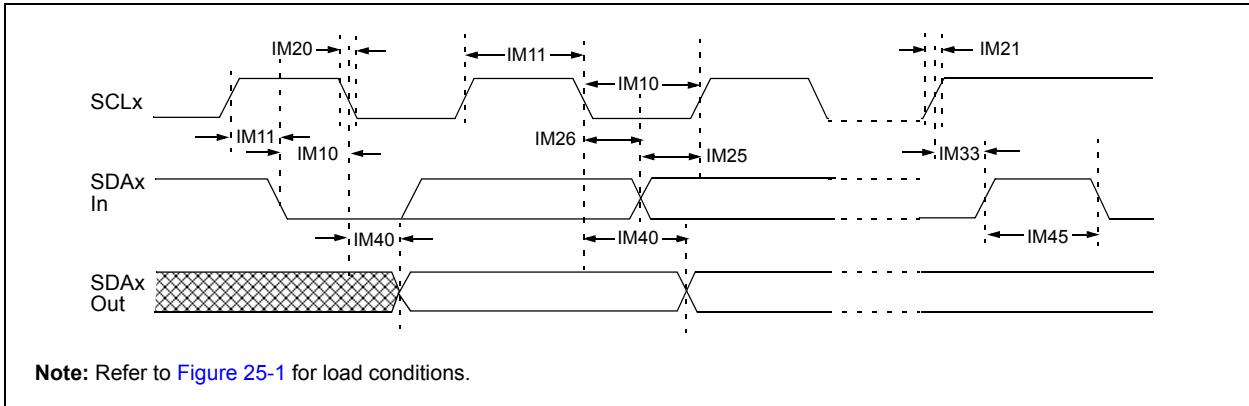 IM20
IM11
IM21
SCLx
IM10
IM11
IM26
IM10
IM25
IM33
SDAx
In
IM40
IM40
IM45
SDAx
Out
Note: Refer to Figure 25-1 for load conditions.